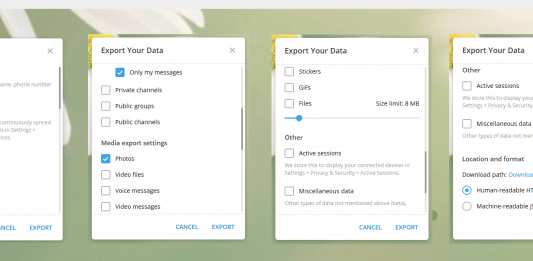 ame, phone number
continuously synced
s in Settings >
ices.
NCEL EXPORT
Export Your Data
Only my messages
Private channels
Public groups
Public channels
Media export settings
Photos
Video files
Voice messages
Video messages
CANCEL EXPORT
Export Your Data
Stickers
GIFs
Files Size limit: 8 MB
Other
Active sessions
We store this to display your connected devices in
Settings > Privacy & Security > Active Sessions.
Miscellaneous data
Other types of data not mentioned above (beta).
CANCEL EXPORT
Export Your Data
Other
Active sessions
We store this to display your
Settings > Privacy & Security
Miscellaneous data
Other types of data not men
Location and format
Download path: Downloa
Human-readable HT
Machine-readable JS